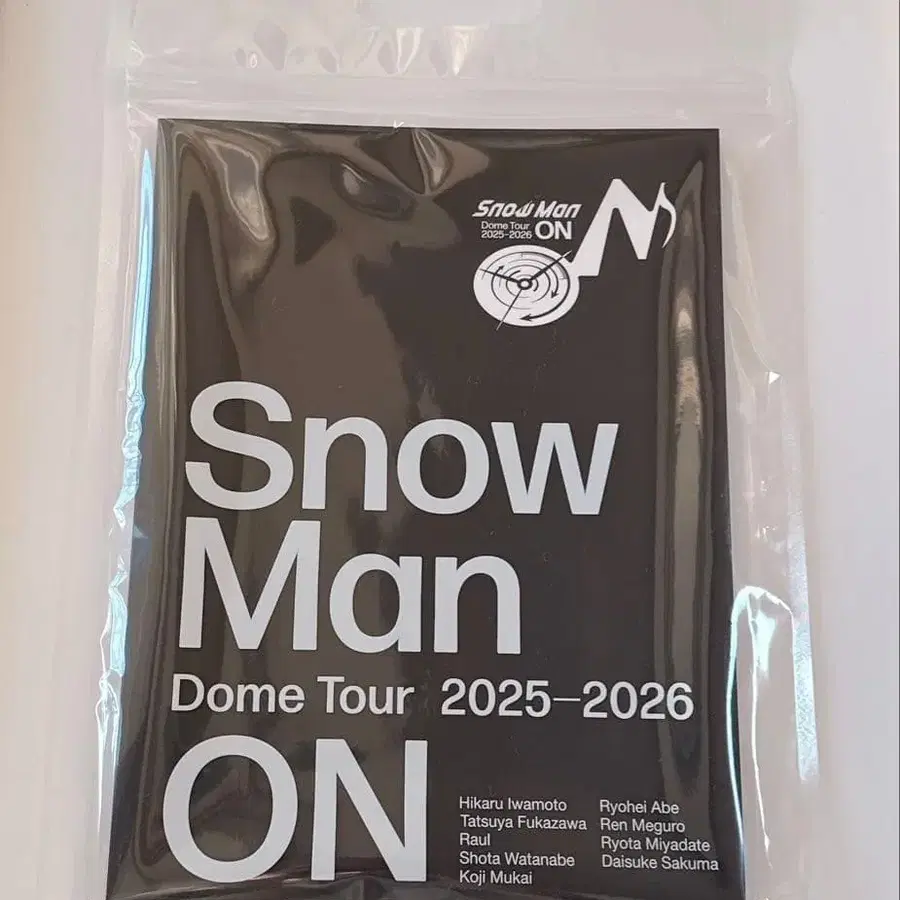 Snow Man
Dome Tour
2025-2026 ON
Snow
Man
Dome Tour 2025–2026
ON
Hikaru Iwamoto
Tatsuya Fukazawa
Raul
Shota Watanabe
Koji Mukai
Ryohei Abe
Ren Meguro
Ryota Miyadate
Daisuke Sakuma